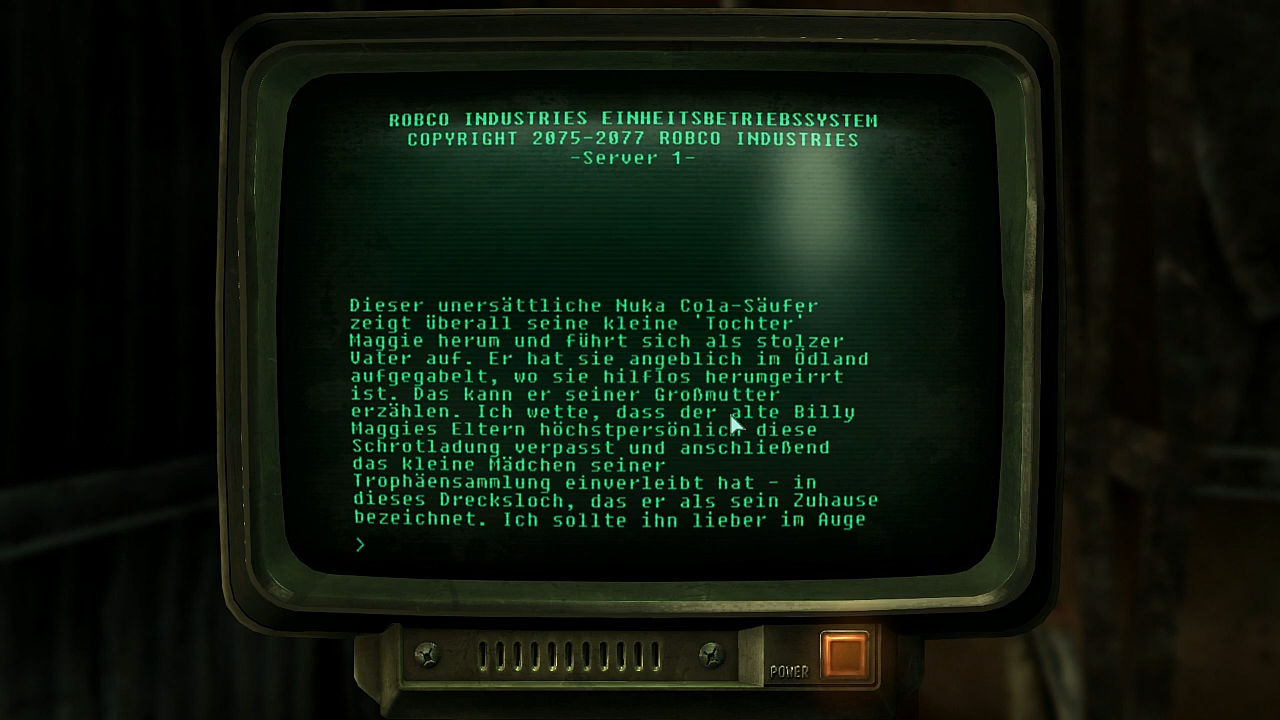 ROBCO INDUSTRIES EINHEITSBETRIEBSSYSTEM
COPYRIGHT 2075-2077 ROBCO INDUSTRIES
-Server 1-
Dieser unersättliche Nuka Cola-Säufer
zeigt überall seine kleine 'Tochter'
Maggie herum und führt sich als stolzer
Vater auf. Er hat sie angeblich im Ödland
aufgegabelt, wo sie hilflos herumgeirrt
ist. Das kann er seiner Großmutter
erzählen. Ich wette, dass der alte Billy
Maggies Eltern höchstpersönlich diese
Schrotladung verpasst und anschließend
das kleine Mädchen seiner
Trophäensammlung einverleibt hat - in
dieses Drecksloch, das er als sein Zuhause
bezeichnet. Ich sollte ihn lieber im Auge
>
POWER